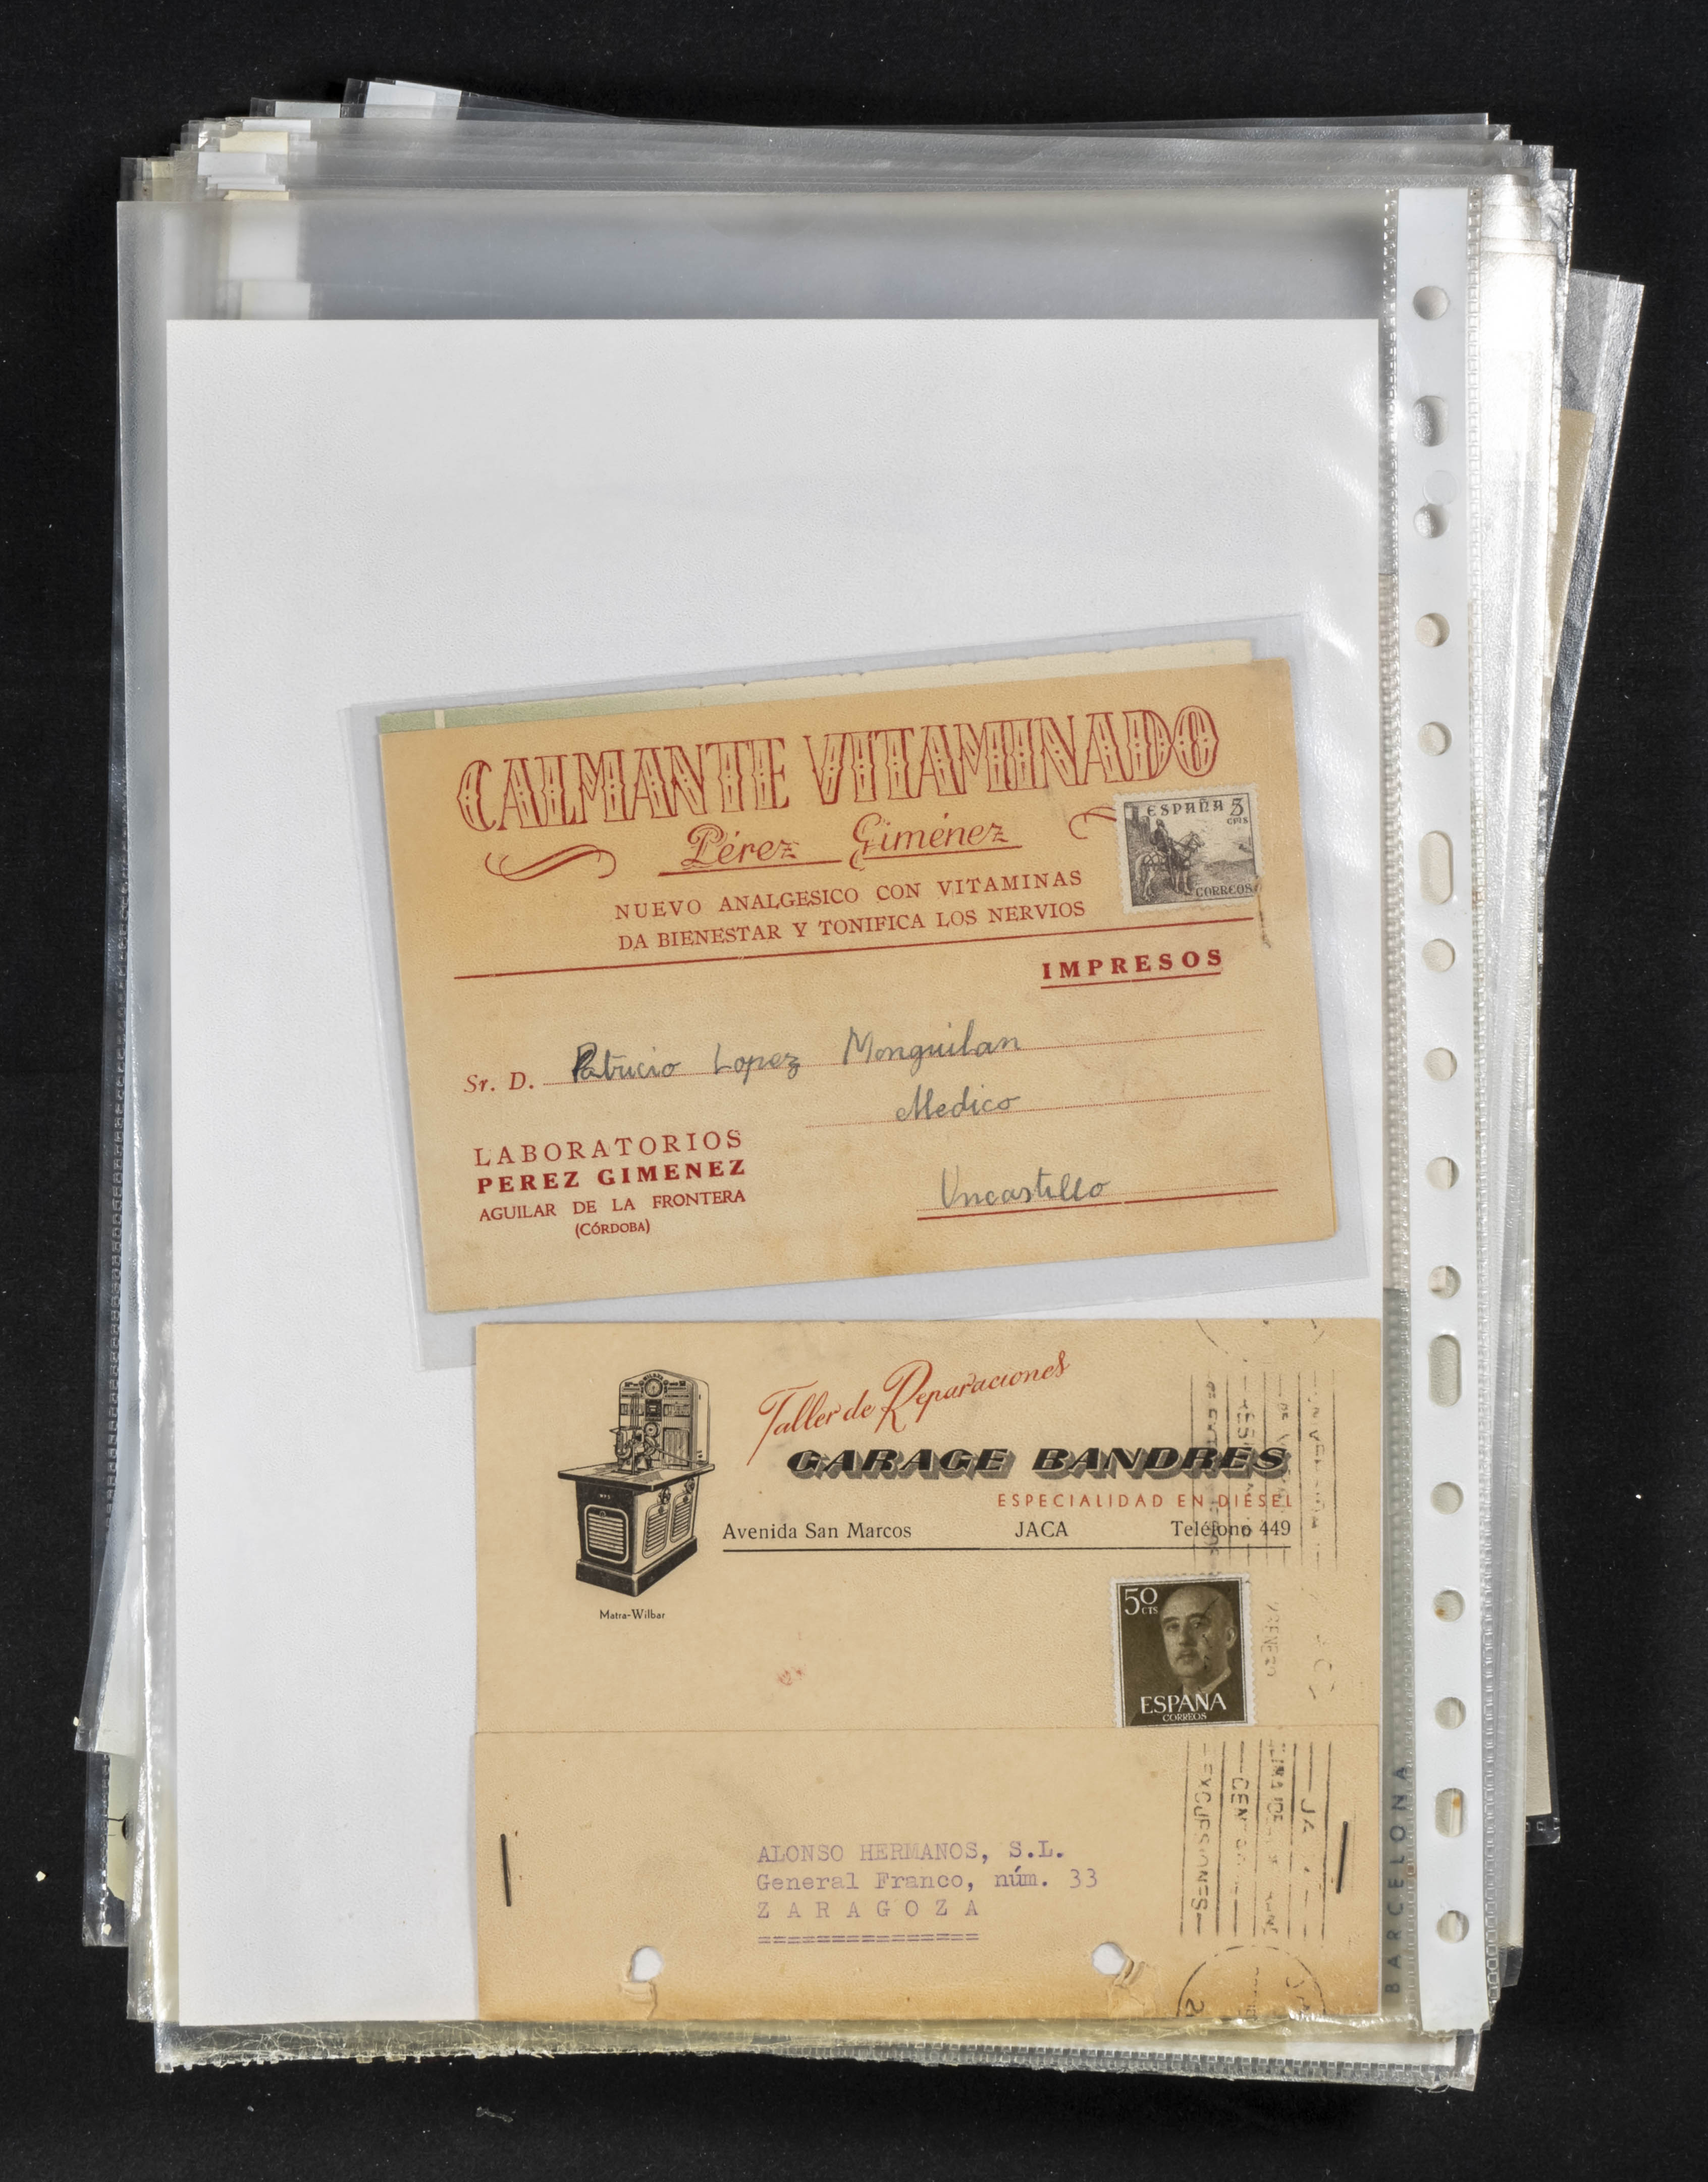 CALMANTE VITAMINADO
Pérez Giménez
NUEVO ANALGESICO CON VITAMINAS
DA BIENESTAR Y TONIFICA LOS NERVIOS
ESPAÑA 5
CTS
CORREOS
IMPRESOS
Sr. D. Patricio Lopez Monguilan
Medico
Uncastillo
LABORATORIOS
PEREZ GIMENEZ
AGUILAR DE LA FRONTERA
(CÓRDOBA)
Taller de Reparaciones
GARAGE BANDRES
ESPECIALIDAD EN DIESEL
Avenida San Marcos JACA Teléfono 449
Matra-Wilbar
50
CTS
ESPAÑA
CORREOS
ALONSO HERMANOS, S.L.
General Franco, núm. 33
ZARAGOZA
===============
EXCURSIONES
BARCELONA